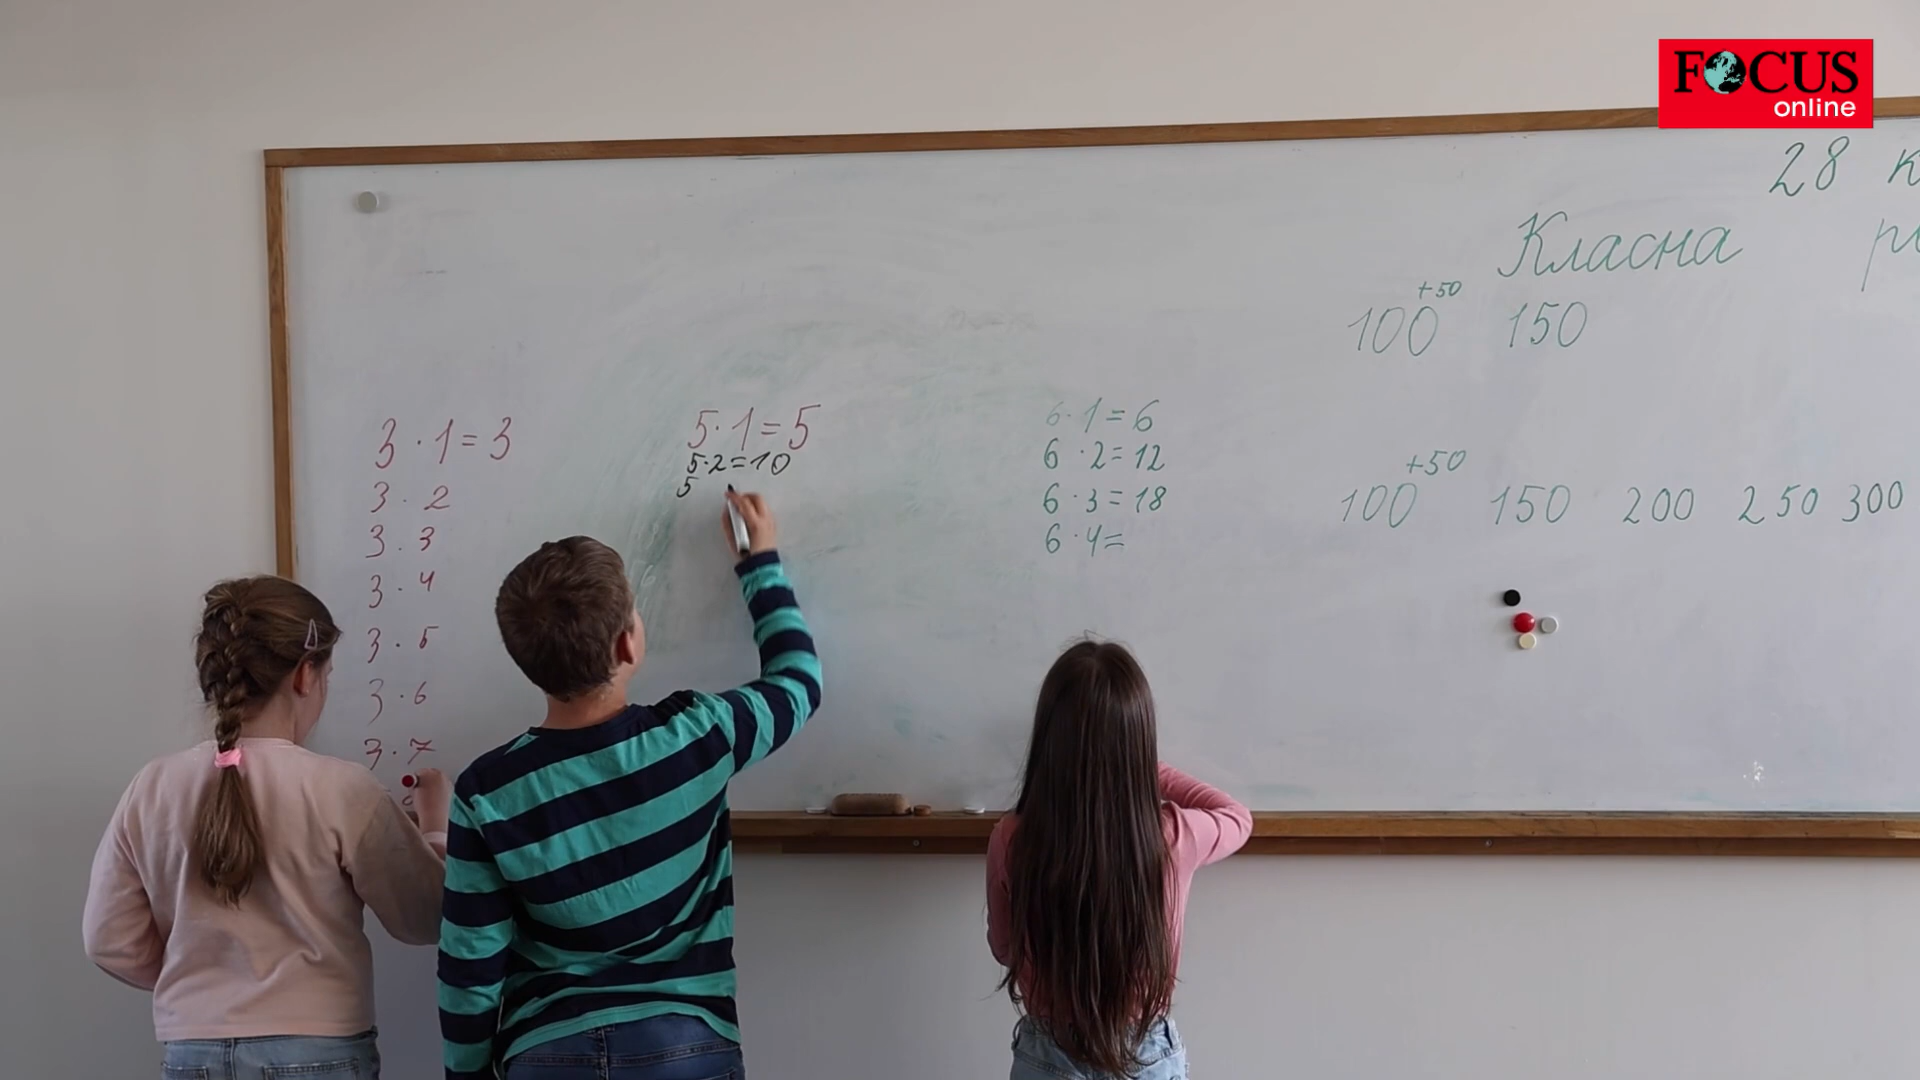 FOCUS
online
28
Класна
+50
100 150
3 · 1 = 3
3 · 2
3 · 3
3 · 4
3 · 5
3 · 6
3 · 7
5 · 1 = 5
5 · 2 = 10
5
6 · 1 = 6
6 · 2 = 12
6 · 3 = 18
6 · 4 =
+50
100 150 200 250 300